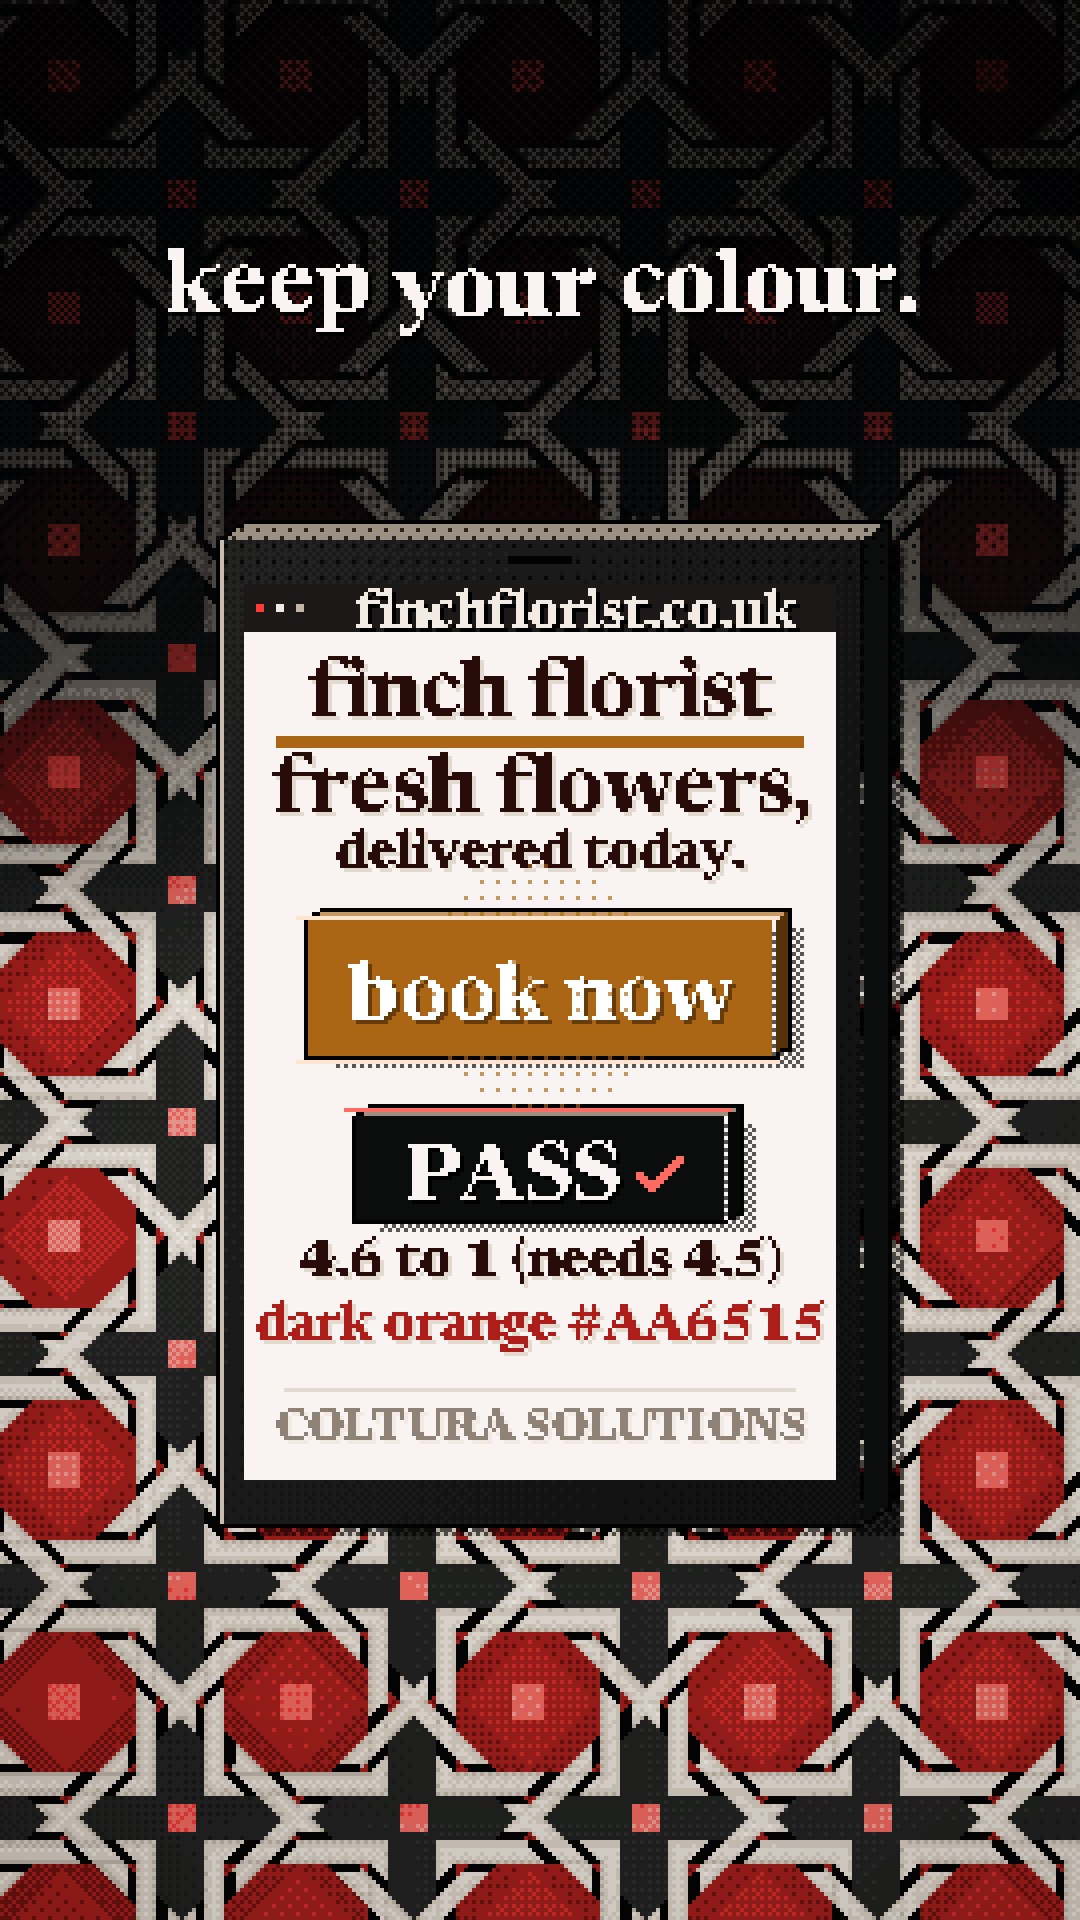 keep your colour.
finchflorist.co.uk
finch florist
fresh flowers,
delivered today.
book now
PASS ✓
4.6 to 1 (needs 4.5)
dark orange #AA6515
COLTURA SOLUTIONS